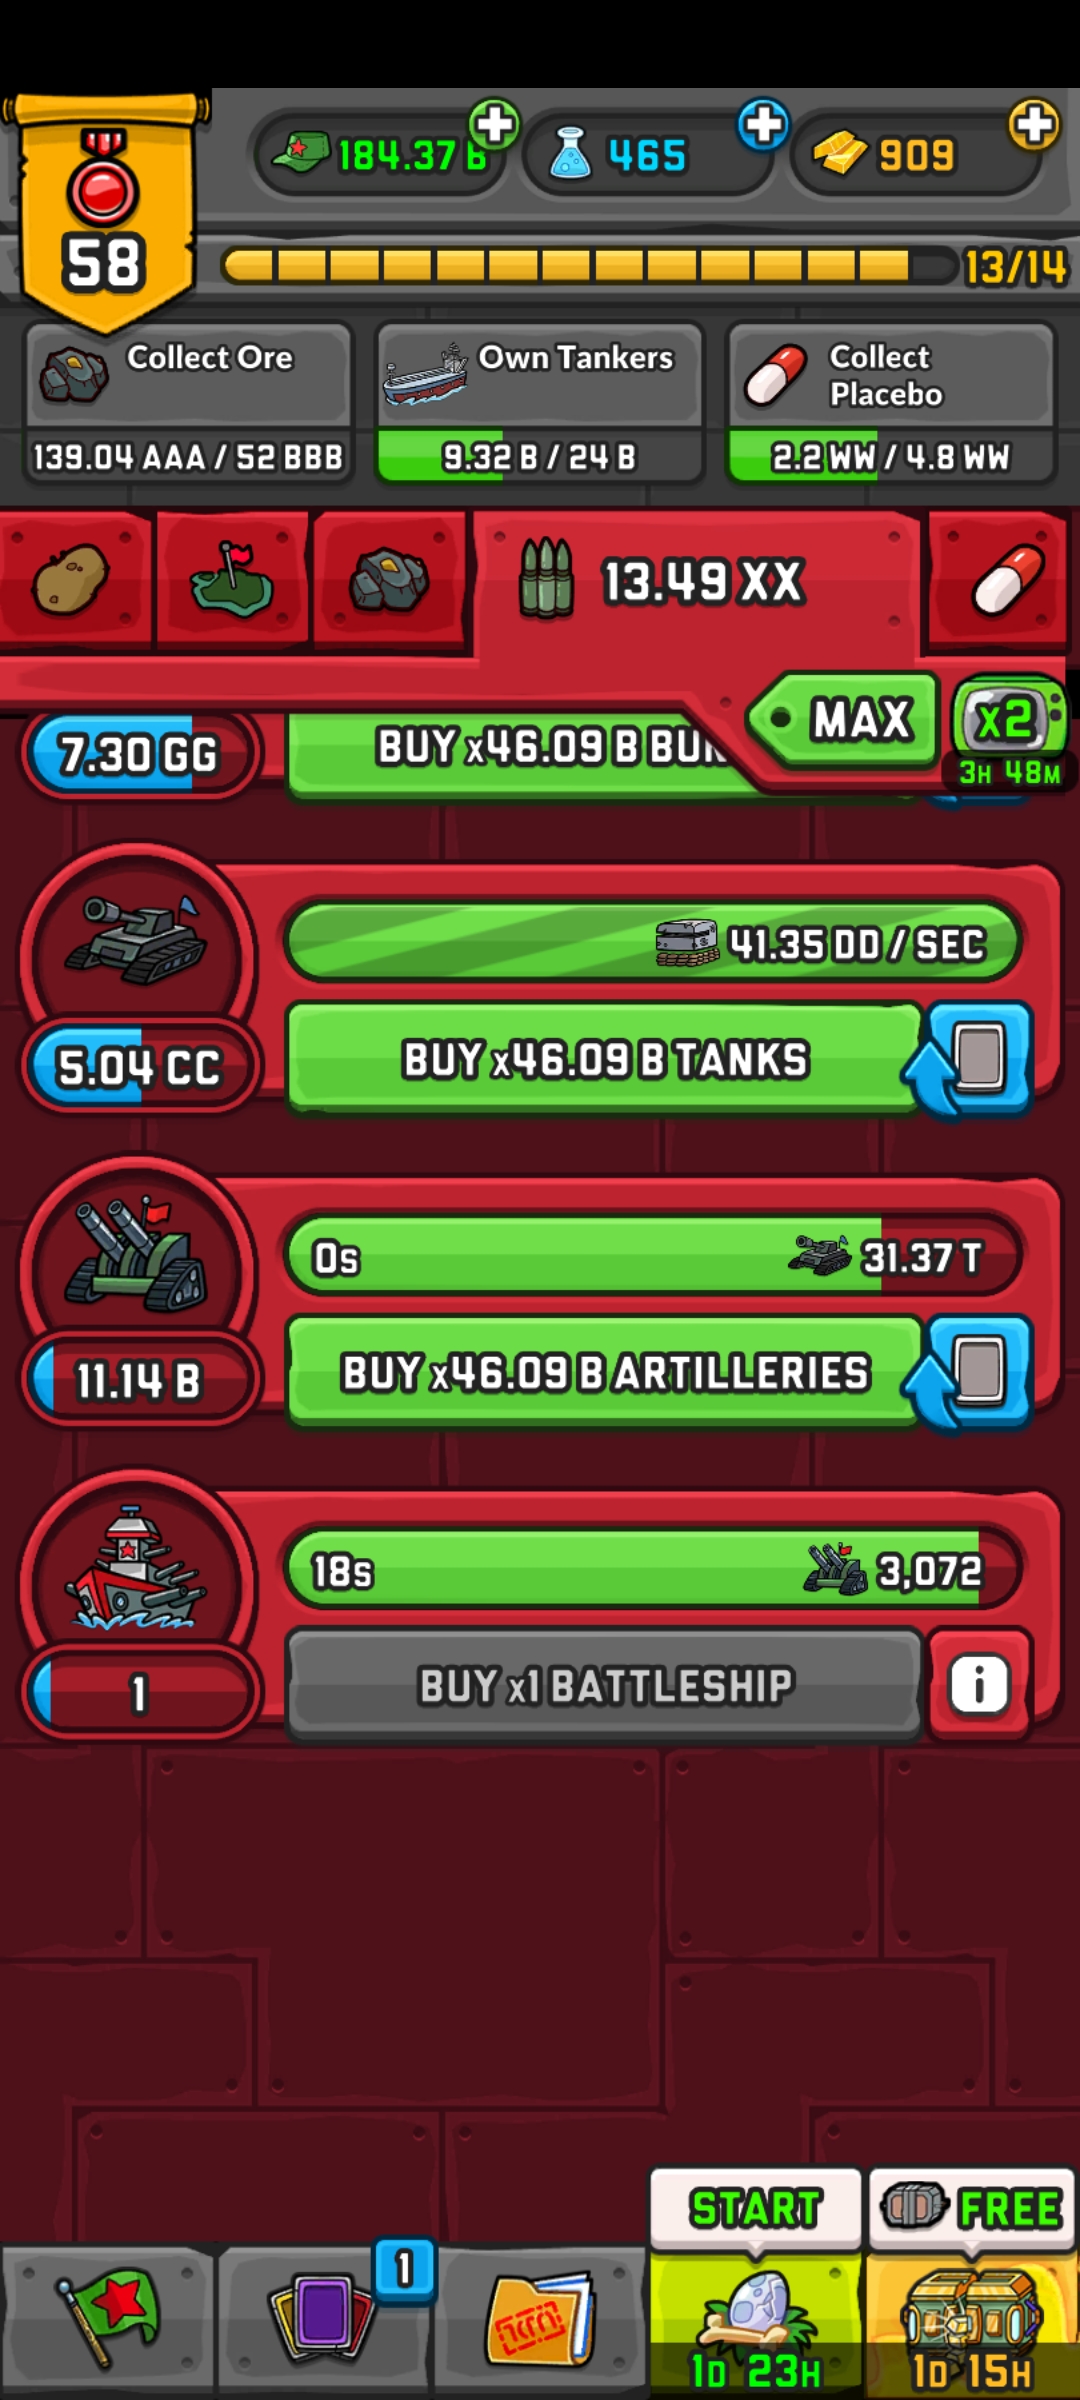 184.37 B
465
909
58
13/14
Collect Ore
139.04 AAA / 52 BBB
Own Tankers
9.32 B / 24 B
Collect
Placebo
2.2 WW / 4.8 WW
13.49 XX
MAX
x2
3H 48M
7.30 GG
BUY x46.09 B
41.35 DD / SEC
5.04 CC
BUY x46.09 B TANKS
0s
31.37 T
11.14 B
BUY x46.09 B ARTILLERIES
18s
3,072
1
BUY x1 BATTLESHIP
i
START
FREE
1
1D 23H
1D 15H